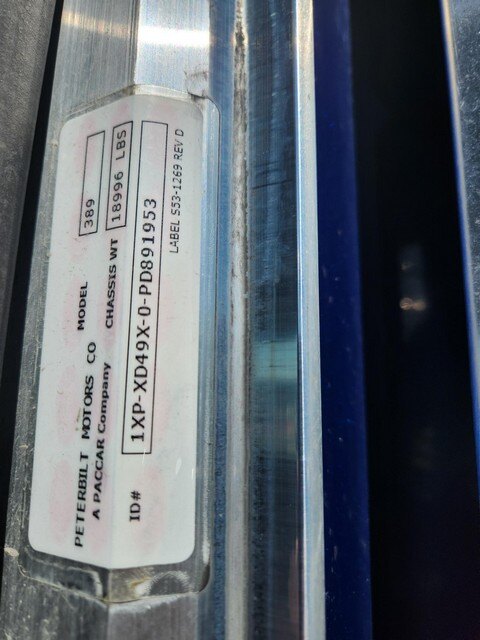 PETERBILT MOTORS CO MODEL 389
A PACCAR Company CHASSIS WT 18996 LBS
ID# 1XP-XD49X-0-PD891953
LABEL S53-1269 REV D